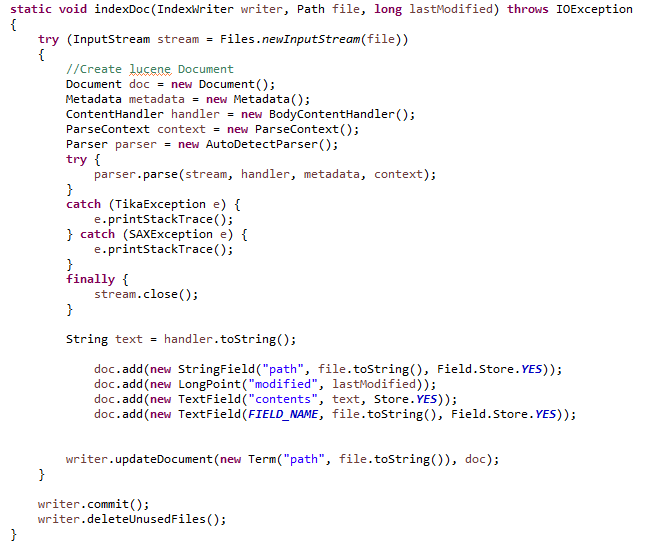 static void indexDoc(IndexWriter writer, Path file, long lastModified) throws IOException
{
try (InputStream stream = Files.newInputStream(file))
{
//Create lucene Document
Document doc = new Document();
Metadata metadata = new Metadata();
ContentHandler handler = new BodyContentHandler();
ParseContext context = new ParseContext();
Parser parser = new AutoDetectParser();
try {
parser.parse(stream, handler, metadata, context);
}
catch (TikaException e) {
e.printStackTrace();
} catch (SAXException e) {
e.printStackTrace();
}
finally {
stream.close();
}
String text = handler.toString();
doc.add(new StringField("path", file.toString(), Field.Store.YES));
doc.add(new LongPoint("modified", lastModified));
doc.add(new TextField("contents", text, Store.YES));
doc.add(new TextField(FIELD_NAME, file.toString(), Field.Store.YES));
writer.updateDocument(new Term("path", file.toString()), doc);
}
writer.commit();
writer.deleteUnusedFiles();
}